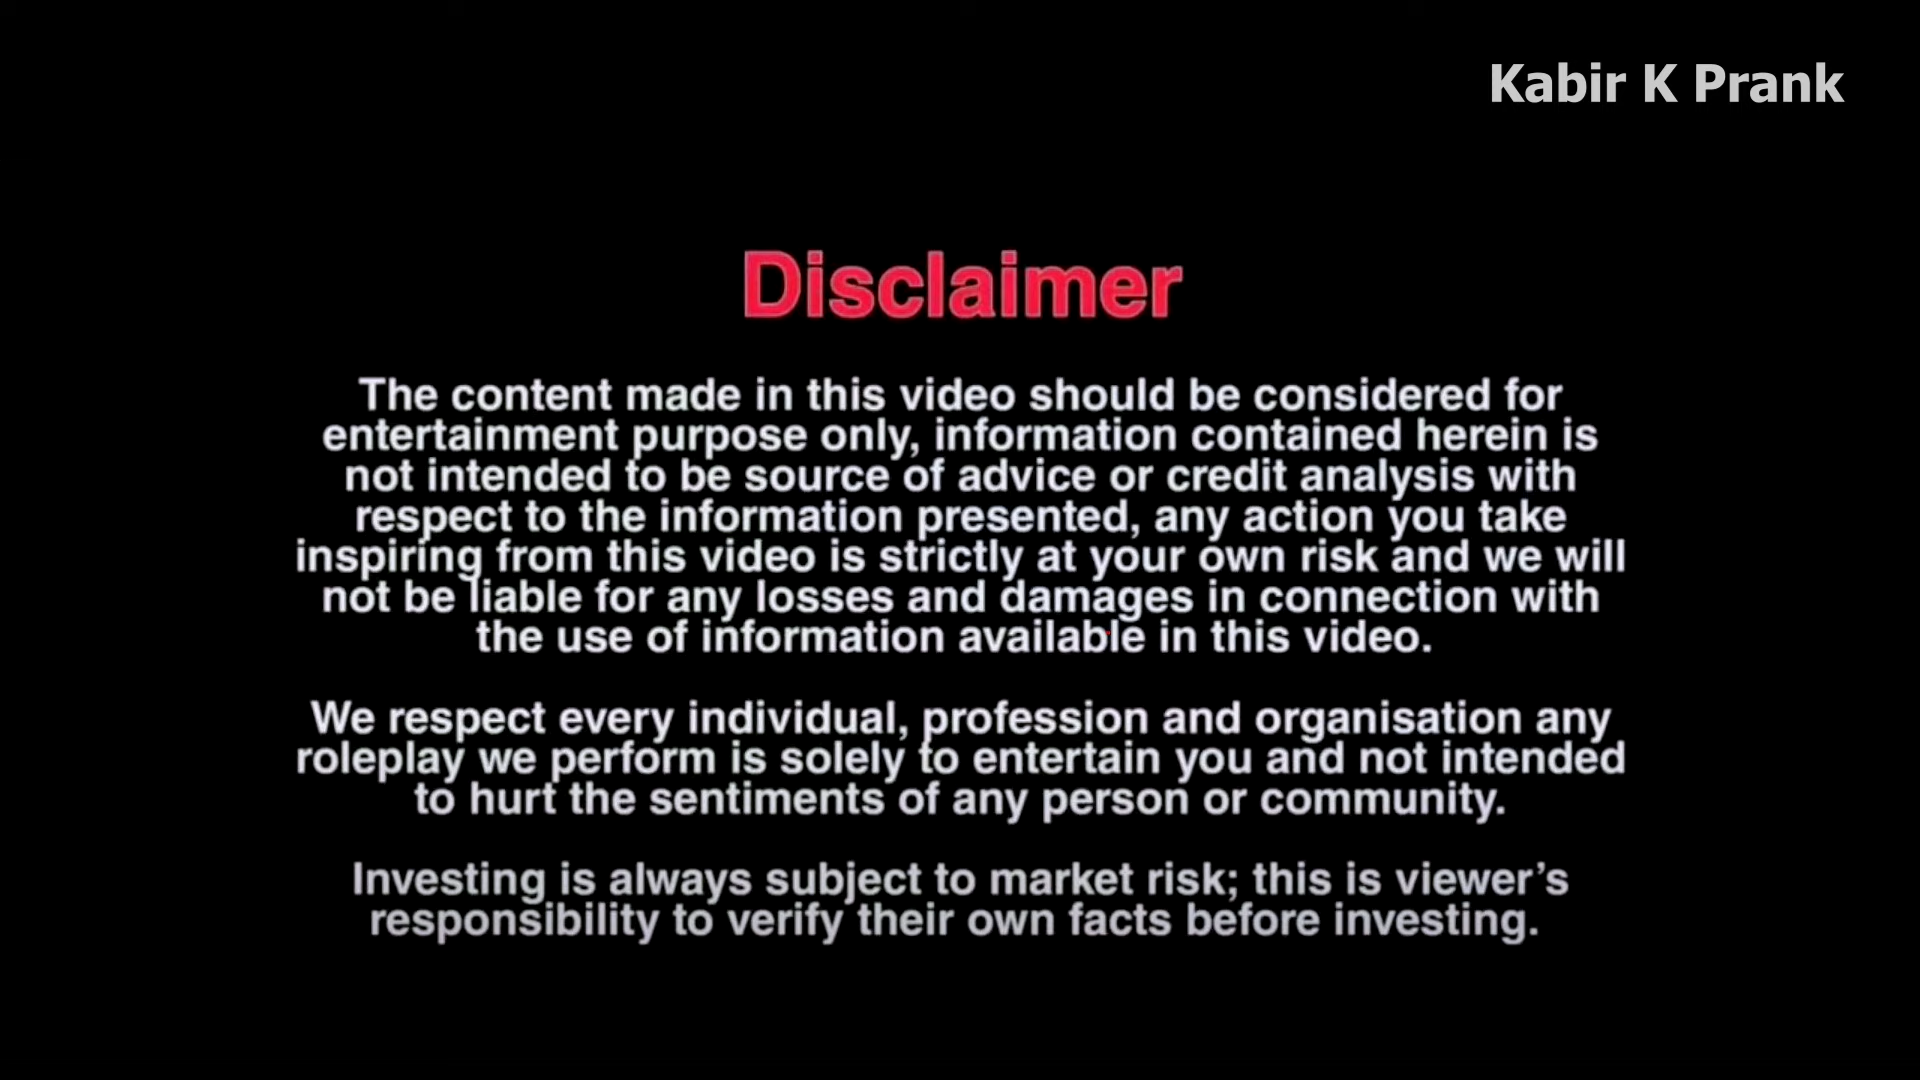 Kabir K Prank
Disclaimer
The content made in this video should be considered for
entertainment purpose only, information contained herein is
not intended to be source of advice or credit analysis with
respect to the information presented, any action you take
inspiring from this video is strictly at your own risk and we will
not be liable for any losses and damages in connection with
the use of information available in this video.
We respect every individual, profession and organisation any
roleplay we perform is solely to entertain you and not intended
to hurt the sentiments of any person or community.
Investing is always subject to market risk; this is viewer’s
responsibility to verify their own facts before investing.